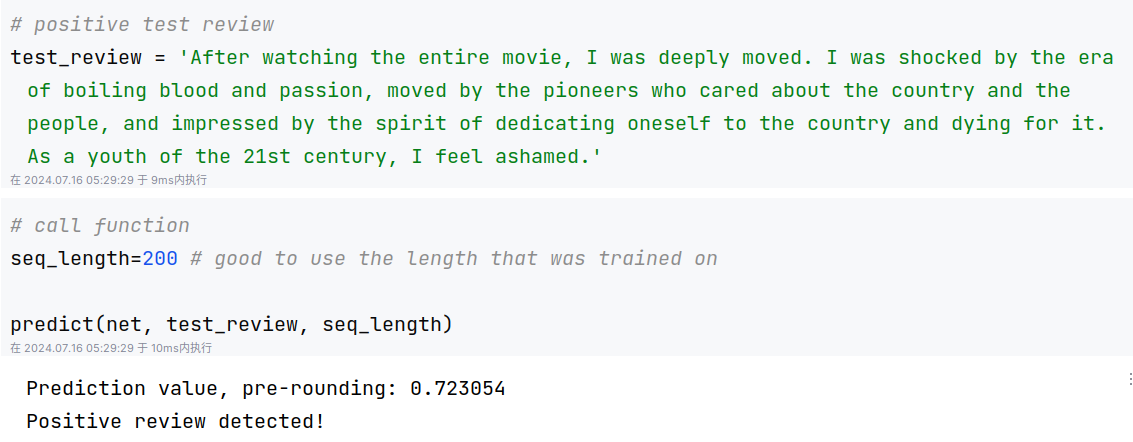 # positive test review
test_review = 'After watching the entire movie, I was deeply moved. I was shocked by the era
of boiling blood and passion, moved by the pioneers who cared about the country and the
people, and impressed by the spirit of dedicating oneself to the country and dying for it.
As a youth of the 21st century, I feel ashamed.'
在 2024.07.16 05:29:29 于 9ms内执行
# call function
seq_length=200 # good to use the length that was trained on
predict(net, test_review, seq_length)
在 2024.07.16 05:29:29 于 10ms内执行
Prediction value, pre-rounding: 0.723054
Positive review detected!